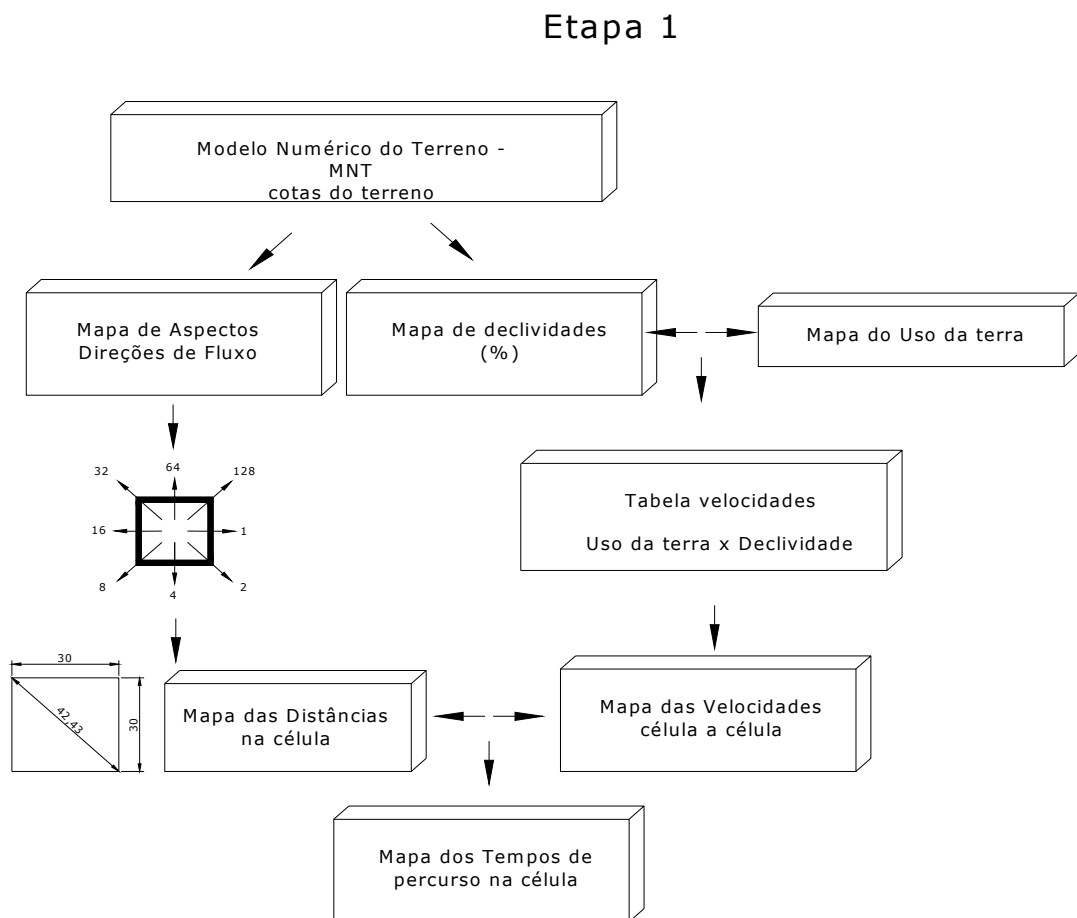 Etapa 1
Modelo Numérico do Terreno -
MNT
cotas do terreno
Mapa de Aspectos
Direções de Fluxo
Mapa de declividades
(%)
Mapa do Uso da terra
32
64
128
16
1
8
4
2
Tabela velocidades
Uso da terra x Declividade
30
42,43
30
Mapa das Distâncias
na célula
Mapa das Velocidades
célula a célula
Mapa dos Tempos de
percurso na célula